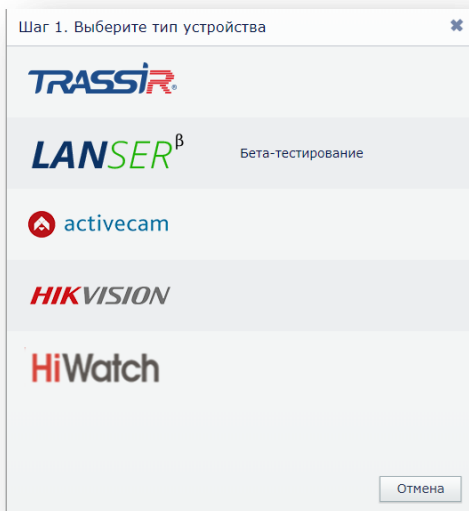 Шаг 1. Выберите тип устройства
TRASSIR®
LANSERβ Бета-тестирование
activecam
HIKVISION
HiWatch
Отмена